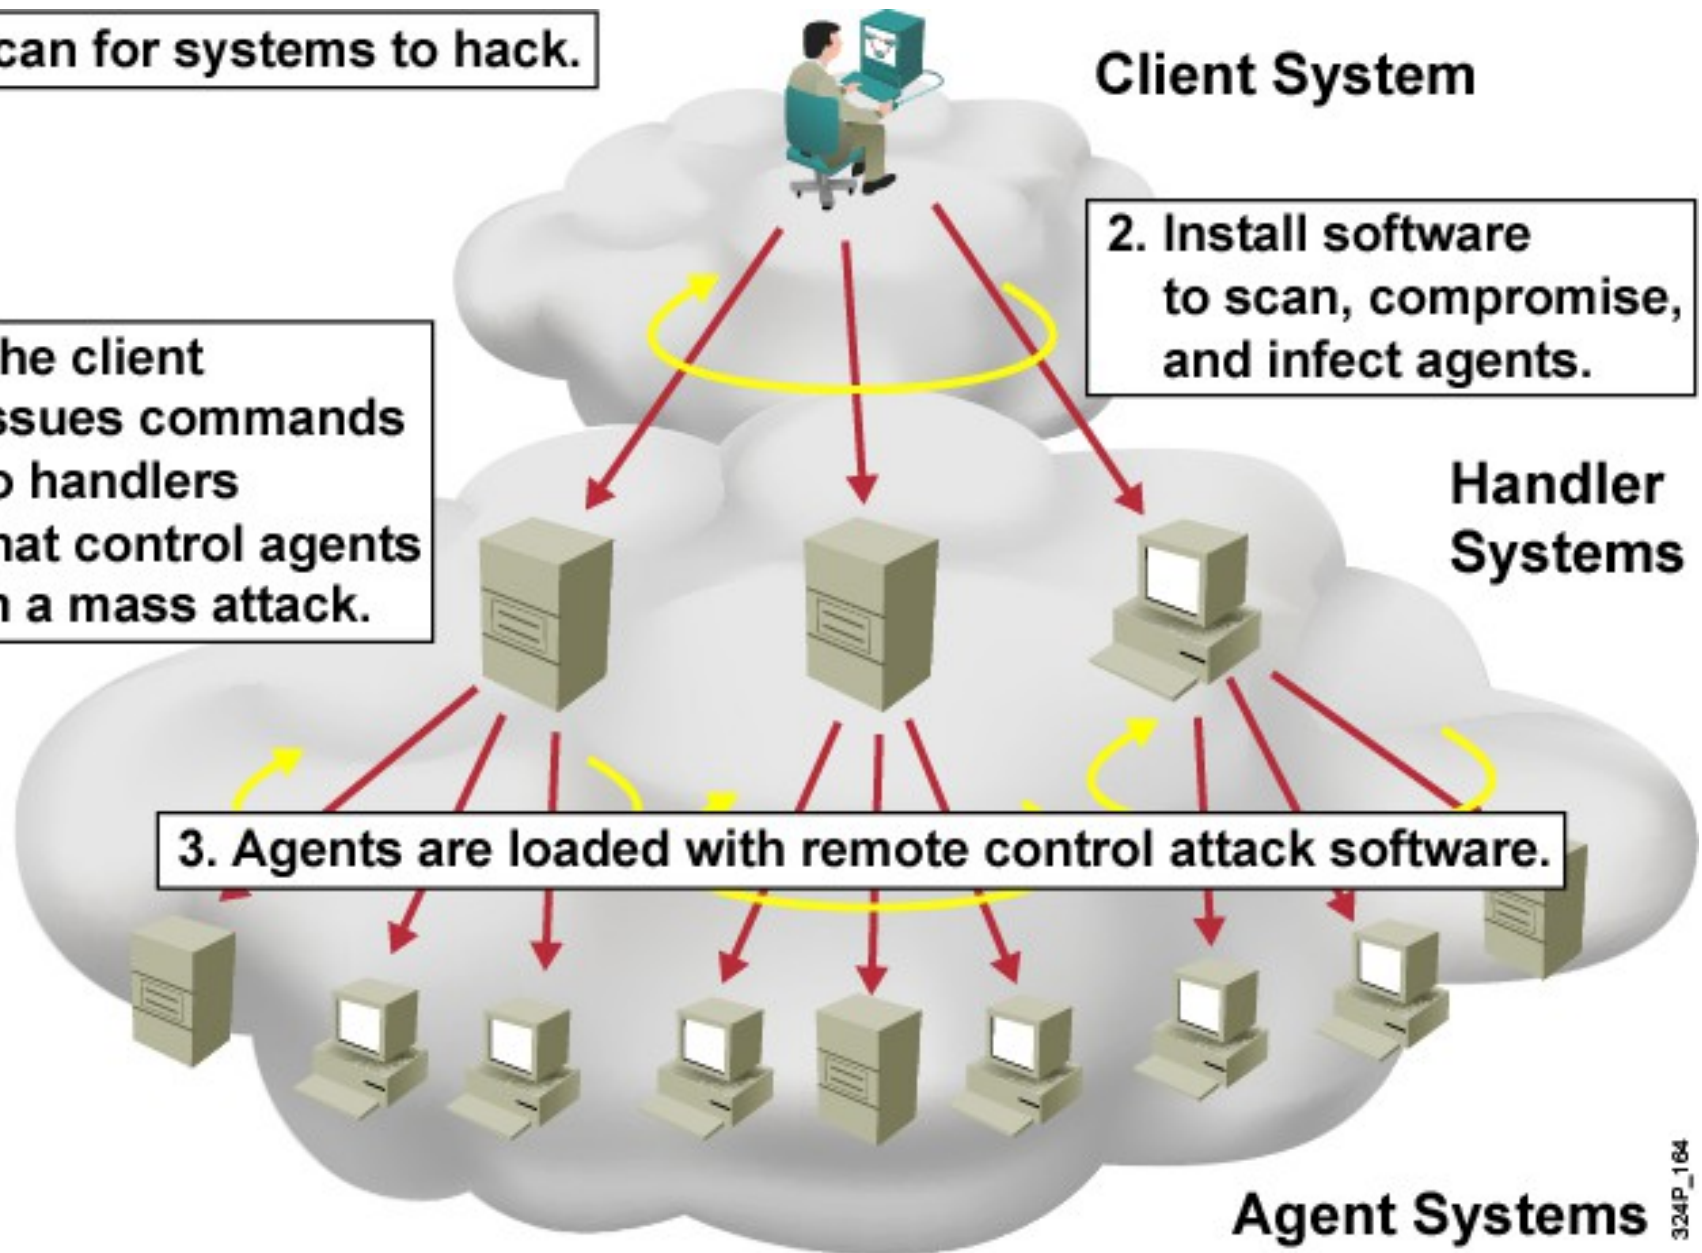 can for systems to hack.
Client System
2. Install software
to scan, compromise,
and infect agents.
he client
ssues commands
o handlers
hat control agents
n a mass attack.
Handler
Systems
3. Agents are loaded with remote control attack software.
Agent Systems
324P_164